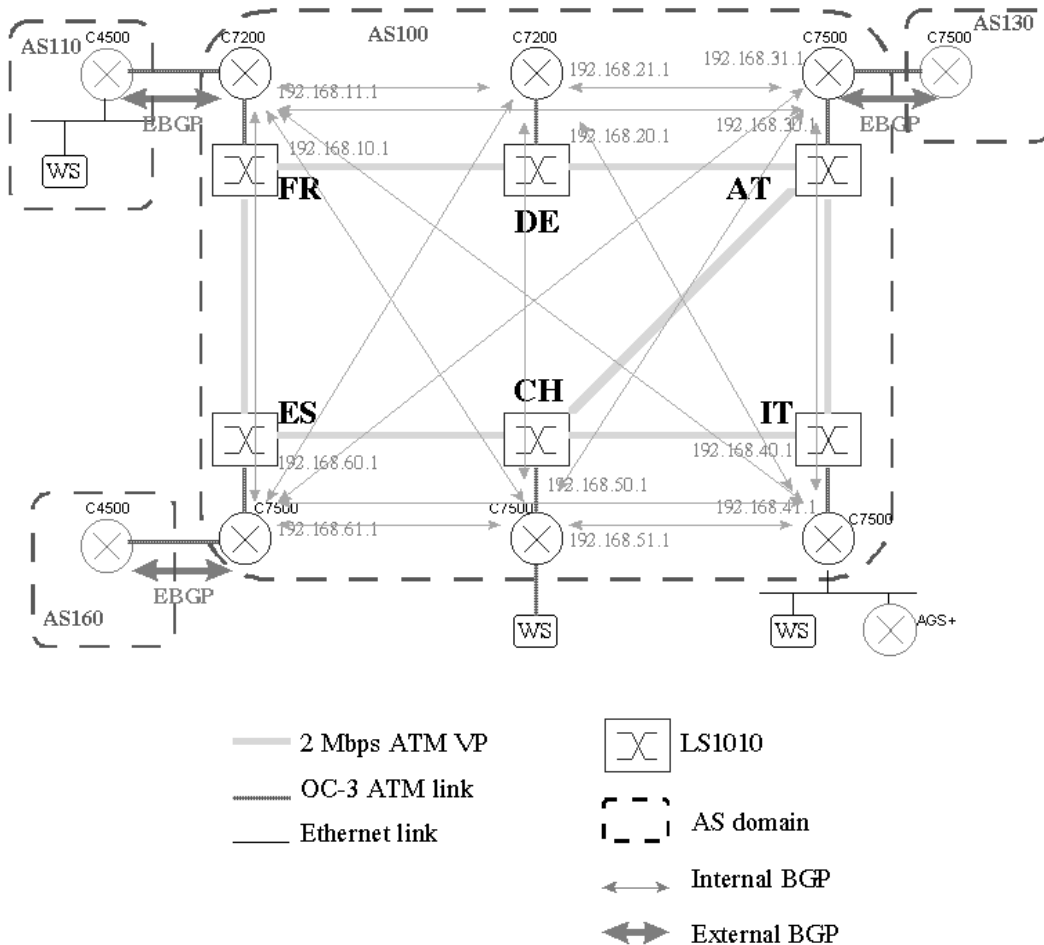 C4500
AS110
C7200
AS100
C7200
C7500
C7500
AS130
192.168.21.1
192.168.31.1
192.168.11.1
EBGP
EBGP
192.168.20.1
192.168.30.1
192.168.10.1
WS
FR
DE
AT
ES
CH
IT
192.168.40.1
192.168.60.1
192.168.50.1
C4500
C7500
C7500
192.168.41.1
C7500
192.168.61.1
192.168.51.1
EBGP
AS160
WS
WS
AGS+
2 Mbps ATM VP
LS1010
OC-3 ATM link
AS domain
Ethernet link
Internal BGP
External BGP